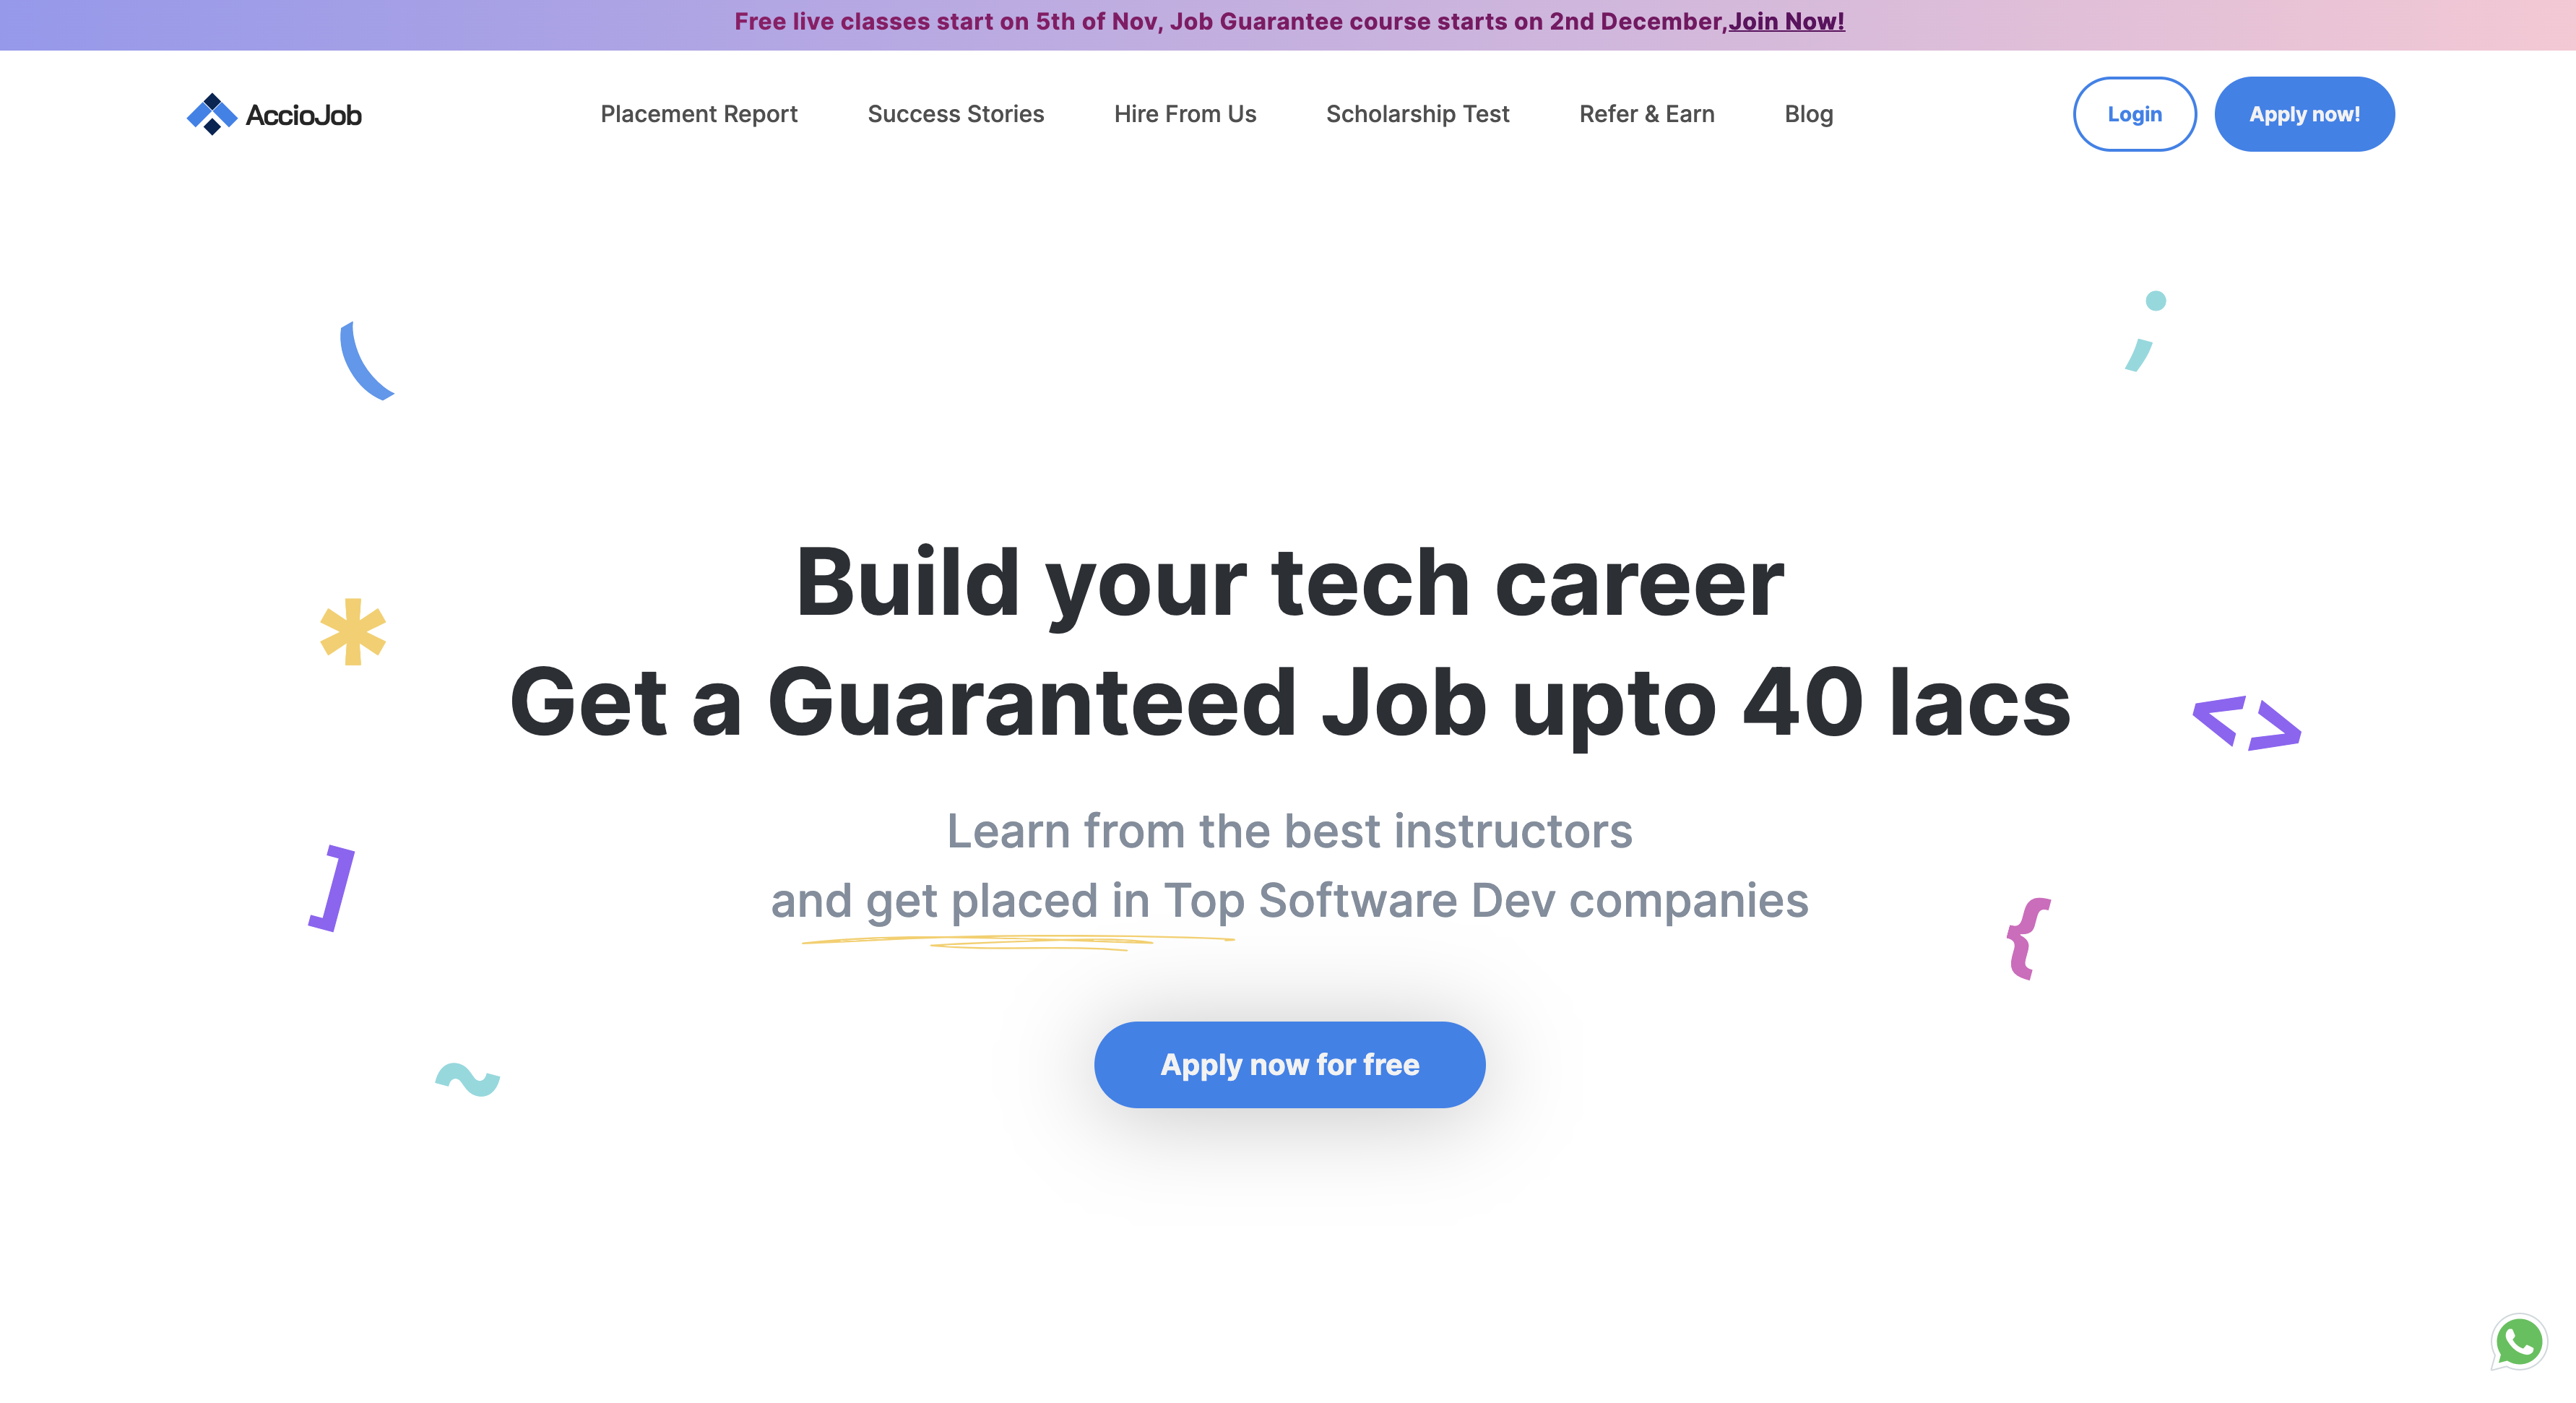 Free live classes start on 5th of Nov, Job Guarantee course starts on 2nd December,Join Now!
AccioJob
Placement Report
Success Stories
Hire From Us
Scholarship Test
Refer & Earn
Blog
Login
Apply now!
(
;
Build your tech career
*
Get a Guaranteed Job upto 40 lacs
<>
Learn from the best instructors
]
and get placed in Top Software Dev companies
{
Apply now for free
~